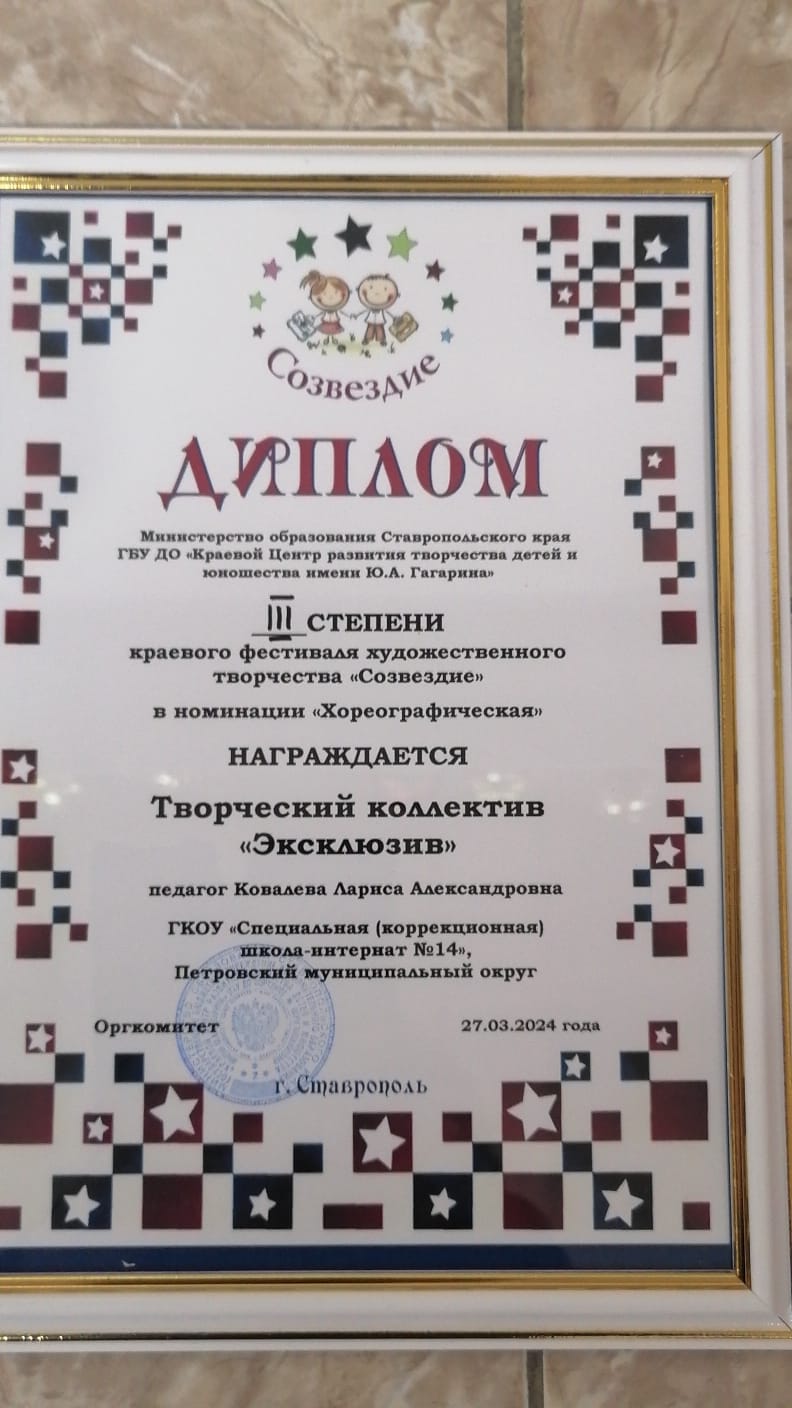 Созвездие
ДИПЛОМ
Министерство образования Ставропольского края
ГБУ ДО «Краевой Центр развития творчества детей и
юношества имени Ю.А. Гагарина»
III СТЕПЕНИ
краевого фестиваля художественного
творчества «Созвездие»
в номинации «Хореографическая»
НАГРАЖДАЕТСЯ
Творческий коллектив
«Эксклюзив»
педагог Ковалева Лариса Александровна
ГКОУ «Специальная (коррекционная)
школа-интернат №14»,
Петровский муниципальный округ
Оргкомитет 27.03.2024 года
г. Ставрополь